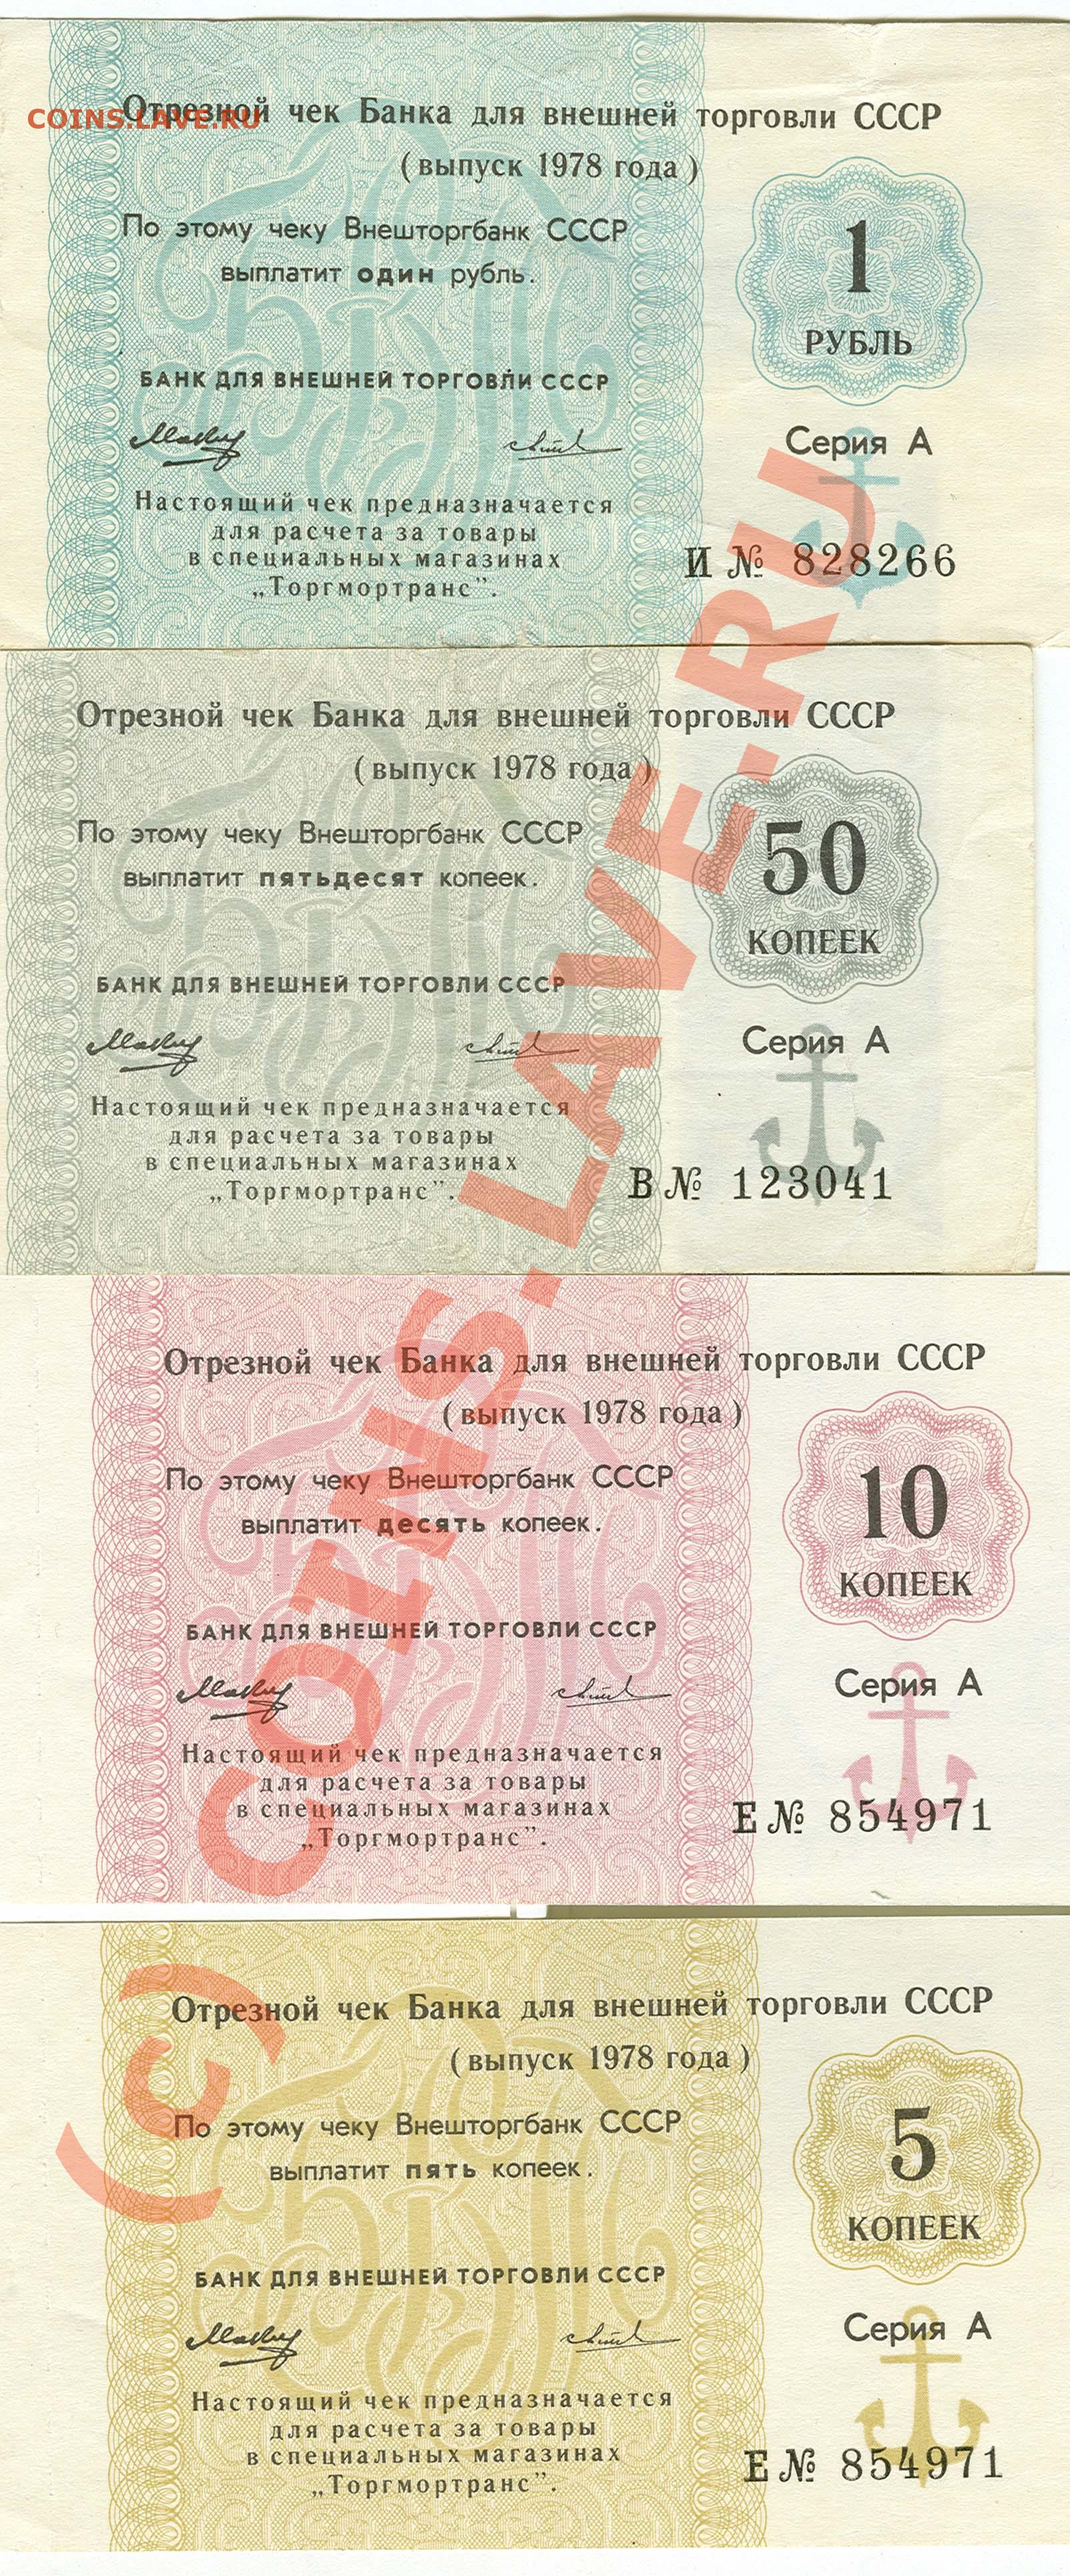 COINS.LAVE.RU
Отрезной чек Банка для внешней торговли СССР
(выпуск 1978 года)
По этому чеку Внешторгбанк СССР
выплатит один рубль.
1
РУБЛЬ
БАНК ДЛЯ ВНЕШНЕЙ ТОРГОВЛИ СССР
Серия А
Настоящий чек предназначается
для расчета за товары
в специальных магазинах
„Торгмортранс”.
И № 828266
Отрезной чек Банка для внешней торговли СССР
(выпуск 1978 года)
По этому чеку Внешторгбанк СССР
выплатит пятьдесят копеек.
50
КОПЕЕК
БАНК ДЛЯ ВНЕШНЕЙ ТОРГОВЛИ СССР
Серия А
Настоящий чек предназначается
для расчета за товары
в специальных магазинах
„Торгмортранс”.
В № 123041
Отрезной чек Банка для внешней торговли СССР
(выпуск 1978 года)
По этому чеку Внешторгбанк СССР
выплатит десять копеек.
10
КОПЕЕК
БАНК ДЛЯ ВНЕШНЕЙ ТОРГОВЛИ СССР
Серия А
Настоящий чек предназначается
для расчета за товары
в специальных магазинах
„Торгмортранс”.
Е № 854971
Отрезной чек Банка для внешней торговли СССР
(выпуск 1978 года)
По этому чеку Внешторгбанк СССР
выплатит пять копеек.
5
КОПЕЕК
БАНК ДЛЯ ВНЕШНЕЙ ТОРГОВЛИ СССР
Серия А
Настоящий чек предназначается
для расчета за товары
в специальных магазинах
„Торгмортранс”.
Е № 854971
(c) COINS.LAVE.RU